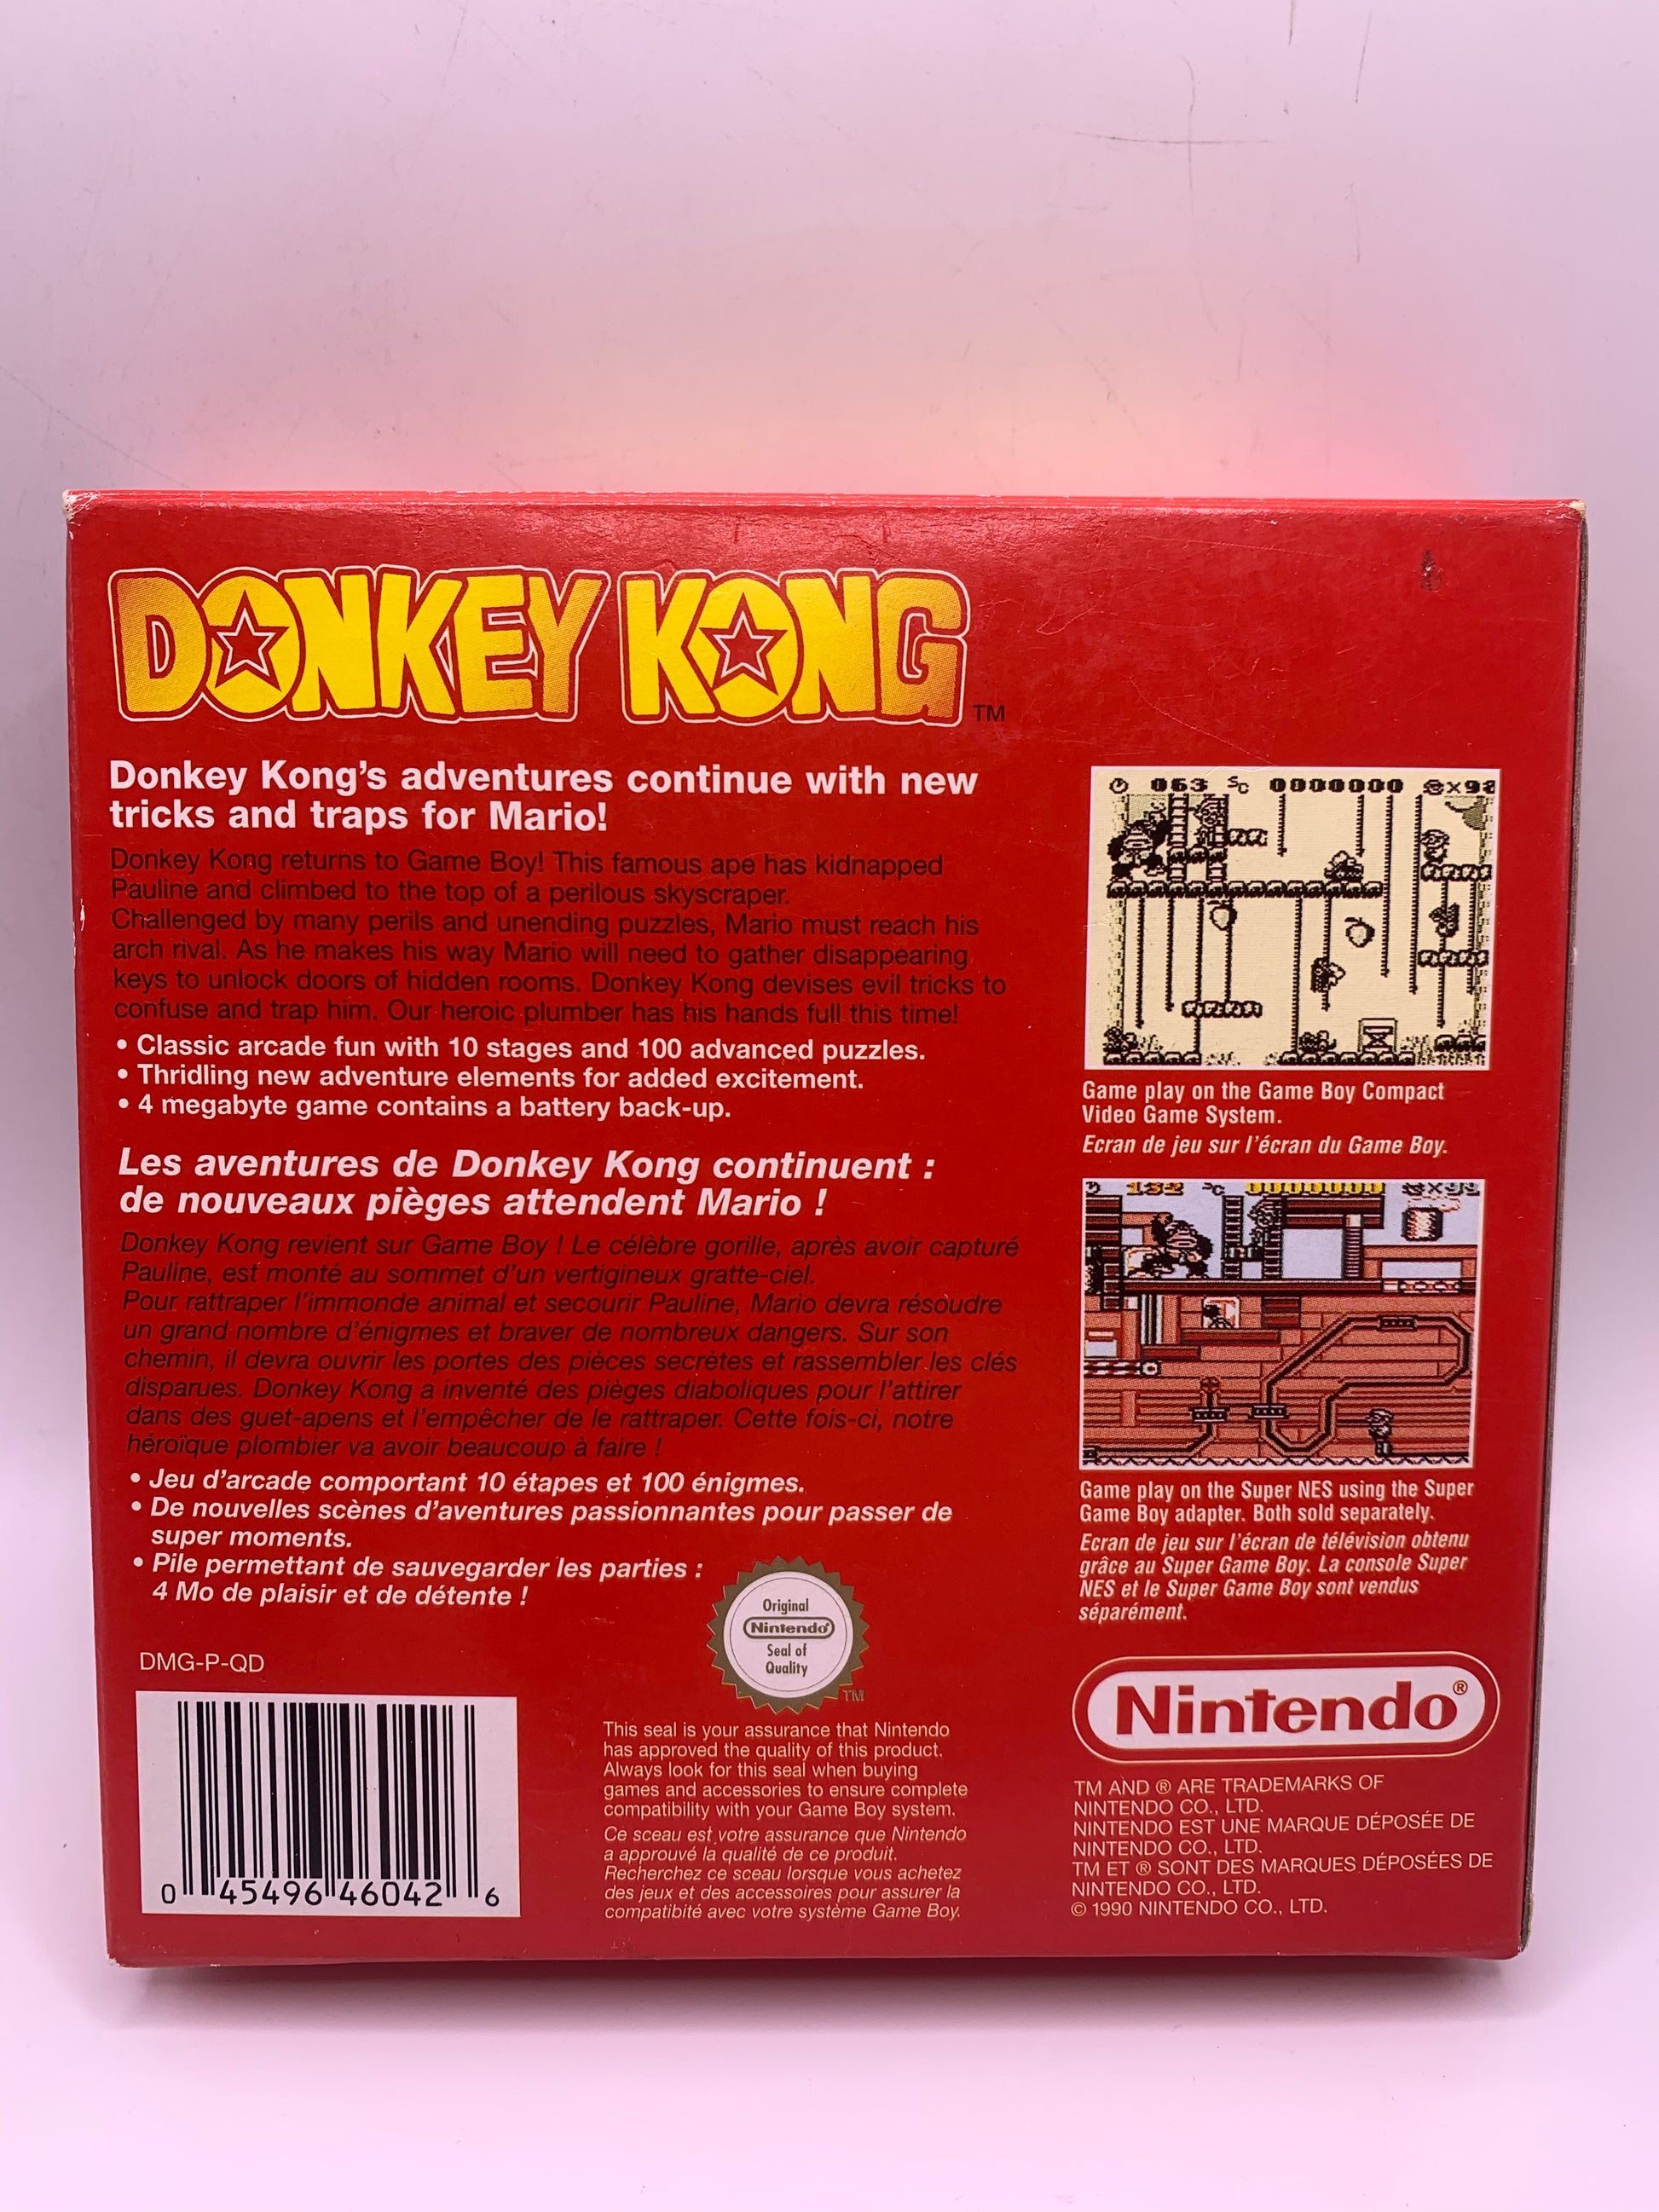 DONKEY KONG TM
Donkey Kong's adventures continue with new
tricks and traps for Mario!
Donkey Kong returns to Game Boy! This famous ape has kidnapped
Pauline and climbed to the top of a perilous skyscraper.
Challenged by many perils and unending puzzles, Mario must reach his
arch rival. As he makes his way Mario will need to gather disappearing
keys to unlock doors of hidden rooms. Donkey Kong devises evil tricks to
confuse and trap him. Our heroic plumber has his hands full this time!
• Classic arcade fun with 10 stages and 100 advanced puzzles.
• Thridling new adventure elements for added excitement.
• 4 megabyte game contains a battery back-up.
Les aventures de Donkey Kong continuent :
de nouveaux pièges attendent Mario !
Donkey Kong revient sur Game Boy ! Le célèbre gorille, après avoir capturé
Pauline, est monté au sommet d'un vertigineux gratte-ciel.
Pour rattraper l'immonde animal et secourir Pauline, Mario devra résoudre
un grand nombre d'énigmes et braver de nombreux dangers. Sur son
chemin, il devra ouvrir les portes des pièces secrètes et rassembler les clés
disparues. Donkey Kong a inventé des pièges diaboliques pour l'attirer
dans des guet-apens et l'empêcher de le rattraper. Cette fois-ci, notre
héroïque plombier va avoir beaucoup à faire !
• Jeu d'arcade comportant 10 étapes et 100 énigmes.
• De nouvelles scènes d'aventures passionnantes pour passer de
super moments.
• Pile permettant de sauvegarder les parties :
4 Mo de plaisir et de détente !
DMG-P-QD
0 45496 46042 6
Original
Nintendo
Seal of
Quality
TM
This seal is your assurance that Nintendo
has approved the quality of this product.
Always look for this seal when buying
games and accessories to ensure complete
compatibility with your Game Boy system.
Ce sceau est votre assurance que Nintendo
a approuvé la qualité de ce produit.
Recherchez ce sceau lorsque vous achetez
des jeux et des accessoires pour assurer la
compatibité avec votre système Game Boy.
063 SC 0000000 ×98
Game play on the Game Boy Compact
Video Game System.
Ecran de jeu sur l'écran du Game Boy.
132 SC 0000000
Game play on the Super NES using the Super
Game Boy adapter. Both sold separately.
Ecran de jeu sur l'écran de télévision obtenu
grâce au Super Game Boy. La console Super
NES et le Super Game Boy sont vendus
séparément.
Nintendo®
TM AND ® ARE TRADEMARKS OF
NINTENDO CO., LTD.
NINTENDO EST UNE MARQUE DÉPOSÉE DE
NINTENDO CO., LTD.
TM ET ® SONT DES MARQUES DÉPOSÉES DE
NINTENDO CO., LTD.
© 1990 NINTENDO CO., LTD.